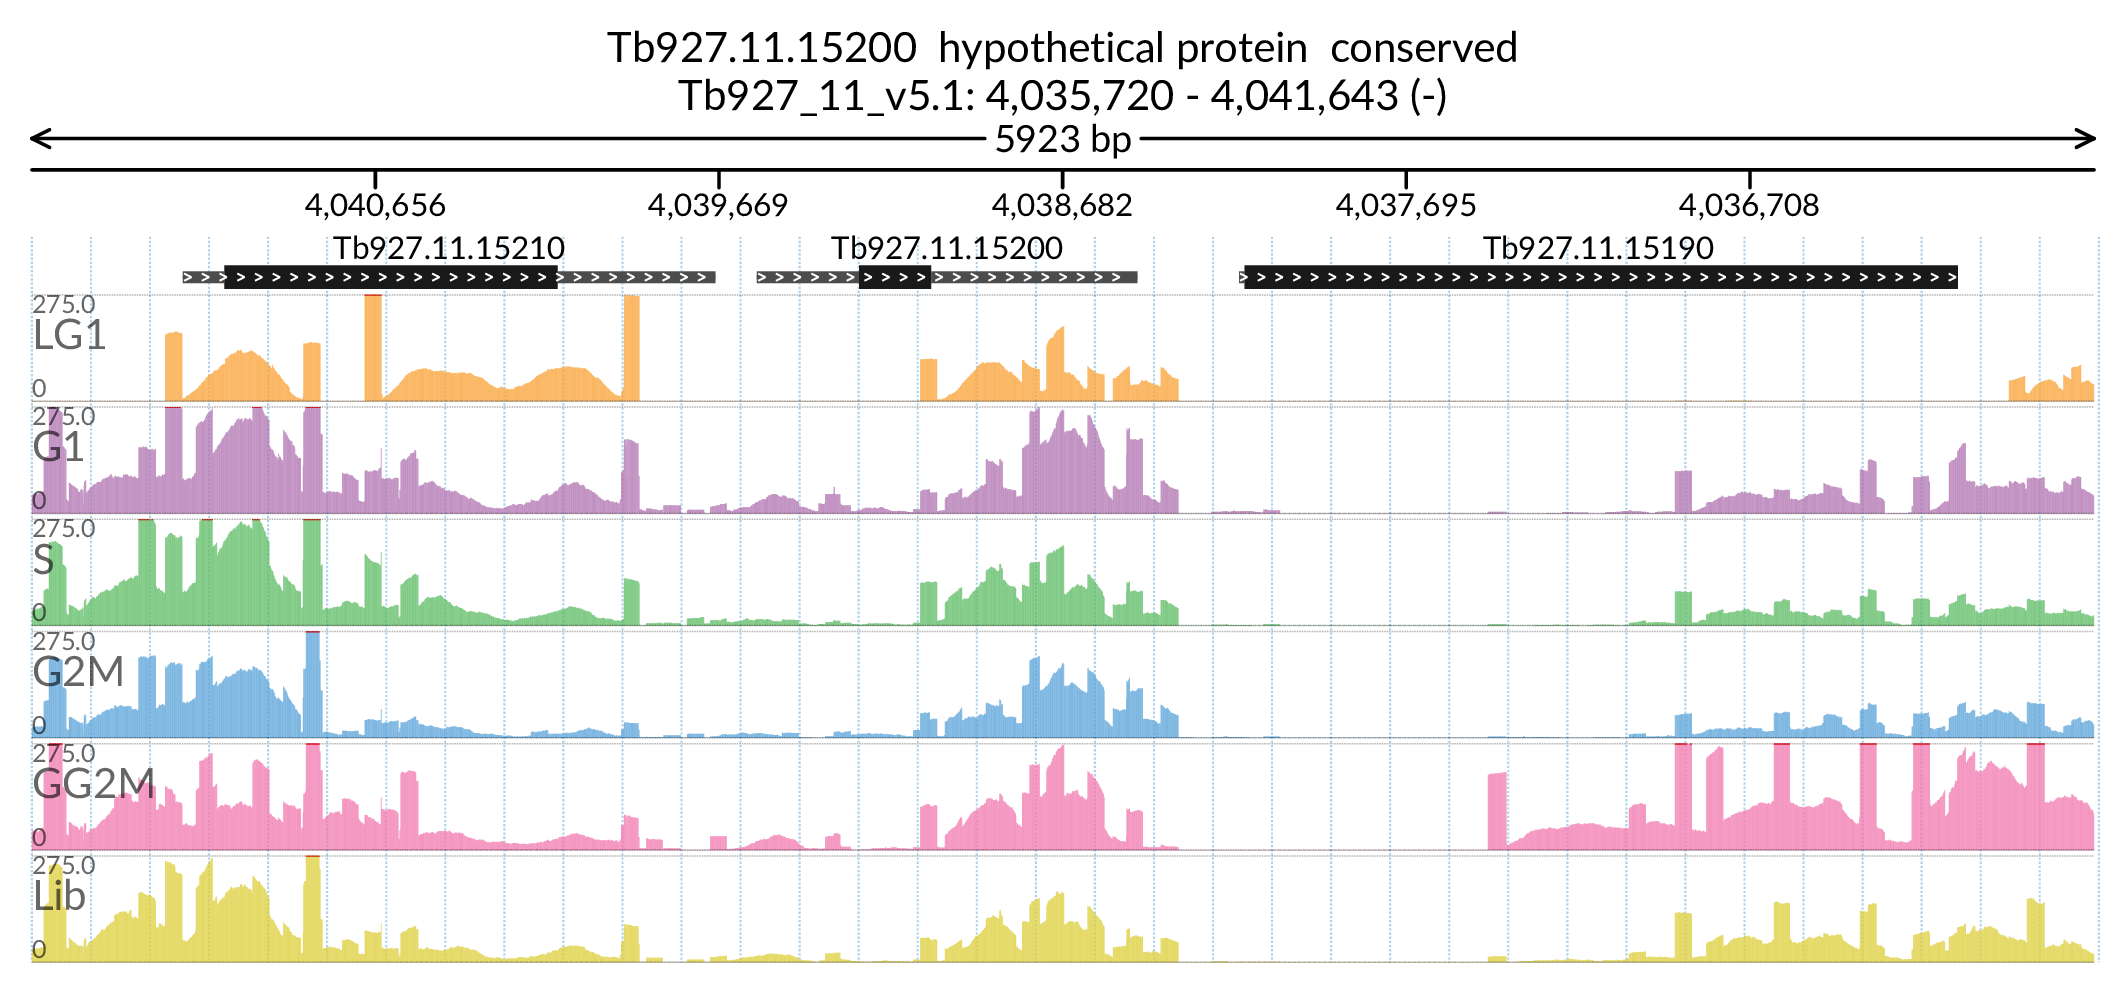 Tb927.11.15200 hypothetical protein conserved
Tb927_11_v5.1: 4,035,720 - 4,041,643 (-)
5923 bp
4,040,656 4,039,669 4,038,682 4,037,695 4,036,708
Tb927.11.15210 Tb927.11.15200 Tb927.11.15190
275.0
LG1
0
275.0
G1
0
275.0
S
0
275.0
G2M
0
275.0
GG2M
0
275.0
Lib
0